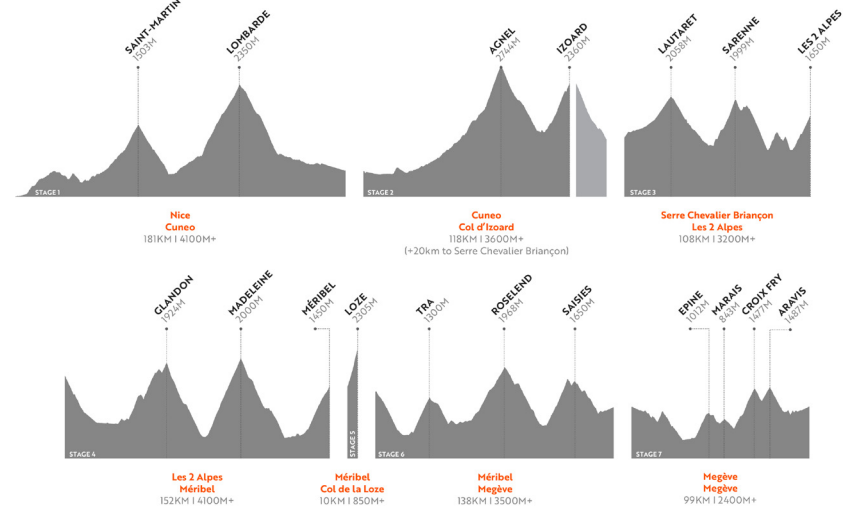 SAINT-MARTIN
1503M
LOMBARDE
2350M
AGNEL
2744M
IZOARD
2360M
LAUTARET
2058M
SARENNE
1999M
LES 2 ALPES
1650M
STAGE 1
STAGE 2
STAGE 3
Nice
Cuneo
181KM I 4100M+
Cuneo
Col d'Izoard
118KM I 3600M+
(+20km to Serre Chevalier Briançon)
Serre Chevalier Briançon
Les 2 Alpes
108KM I 3200M+
GLANDON
1924M
MADELEINE
2000M
MÉRIBEL
1450M
LOZE
2305M
TRA
1300M
ROSELEND
1968M
SAISIES
1650M
EPINE
1012M
MARAIS
843M
CROIX FRY
1477M
ARAVIS
1487M
STAGE 4
STAGE 5
STAGE 6
STAGE 7
Les 2 Alpes
Méribel
152KM I 4100M+
Méribel
Col de la Loze
10KM I 850M+
Méribel
Megève
138KM I 3500M+
Megève
Megève
99KM I 2400M+